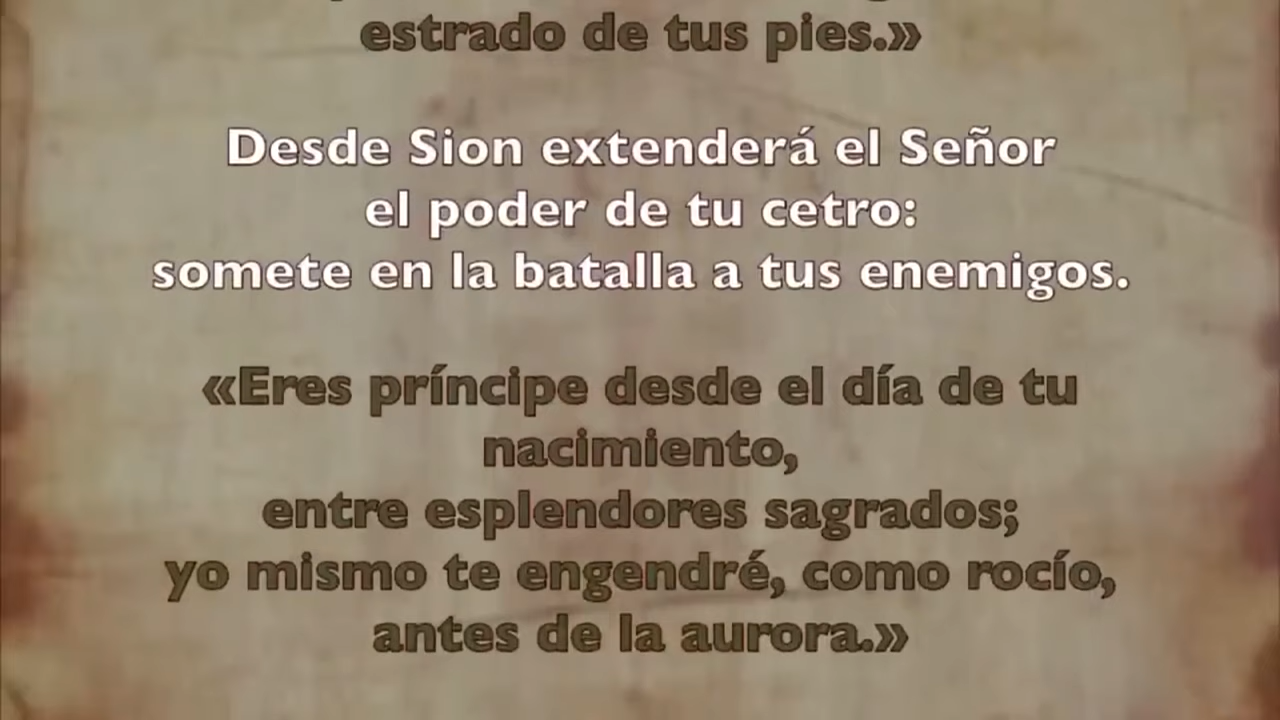 estrado de tus pies.»
Desde Sion extenderá el Señor
el poder de tu cetro:
somete en la batalla a tus enemigos.
«Eres príncipe desde el día de tu
nacimiento,
entre esplendores sagrados;
yo mismo te engendré, como rocío,
antes de la aurora.»